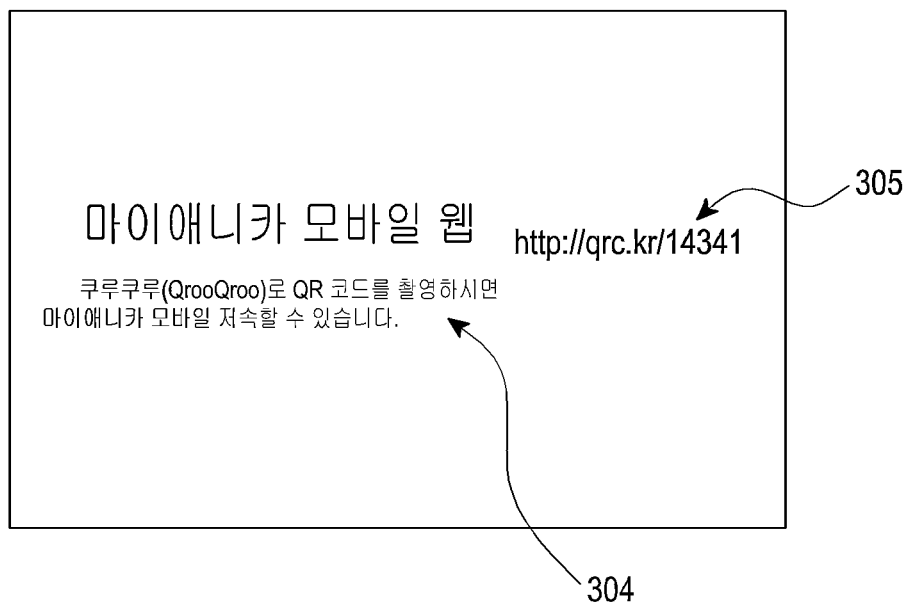 305
마이애니카 모바일 웹
http://qrc.kr/14341
쿠루쿠루(QrooQroo)로 QR 코드를 촬영하시면
마이애니카 모바일 저속할 수 있습니다.
304